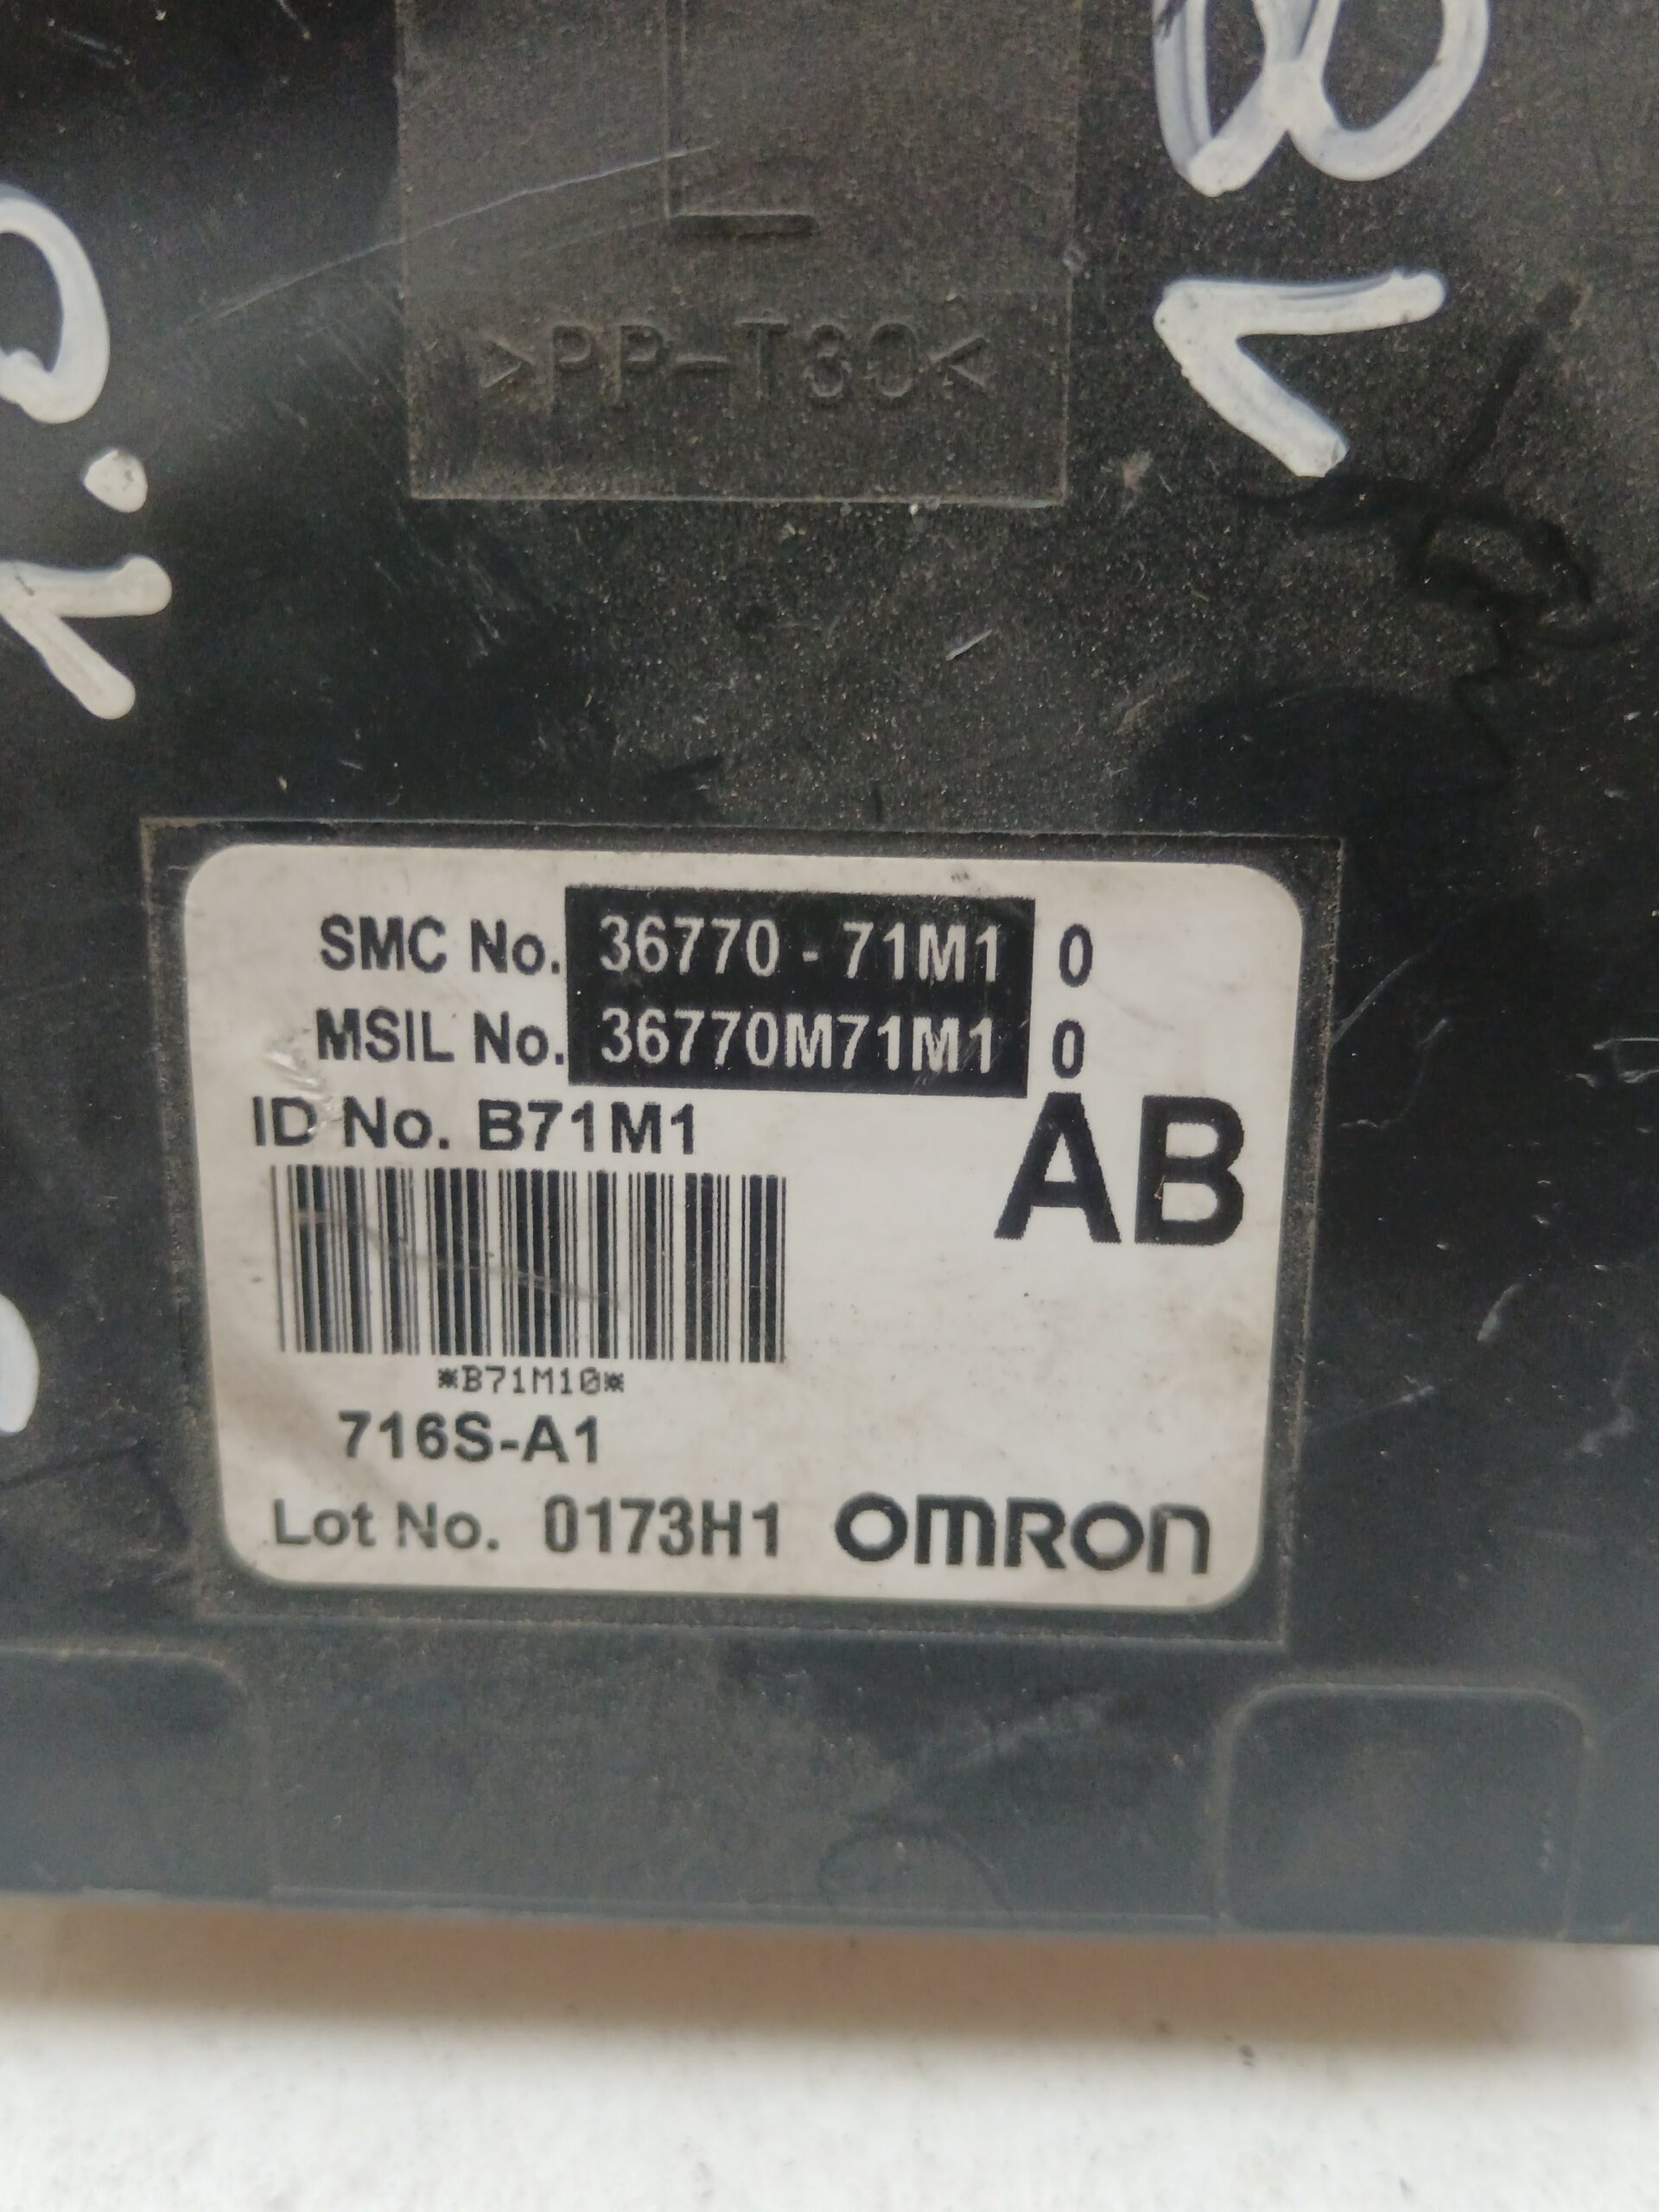 >PP-T30<
SMC No. 36770 - 71M1 0
MSIL No. 36770M71M1 0
ID No. B71M1
AB
*B71M10*
716S-A1
Lot No. 0173H1 OMRON